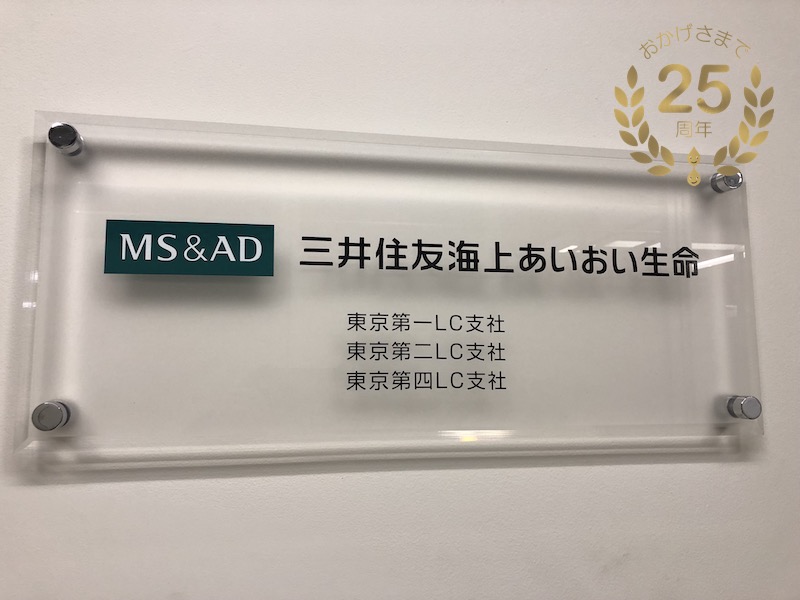 おかげさまで
25
周年
MS&AD 三井住友海上あいおい生命
東京第一LC支社
東京第二LC支社
東京第四LC支社